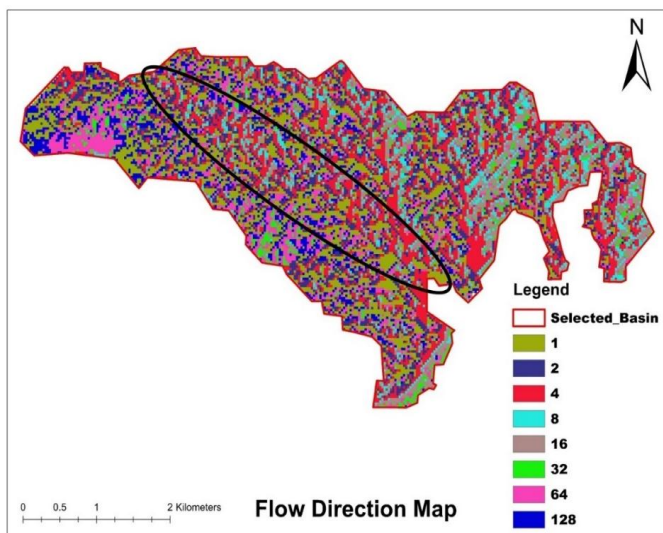 N
Legend
Selected_Basin
1
2
4
8
16
32
64
128
0 0.5 1 2 Kilometers
Flow Direction Map